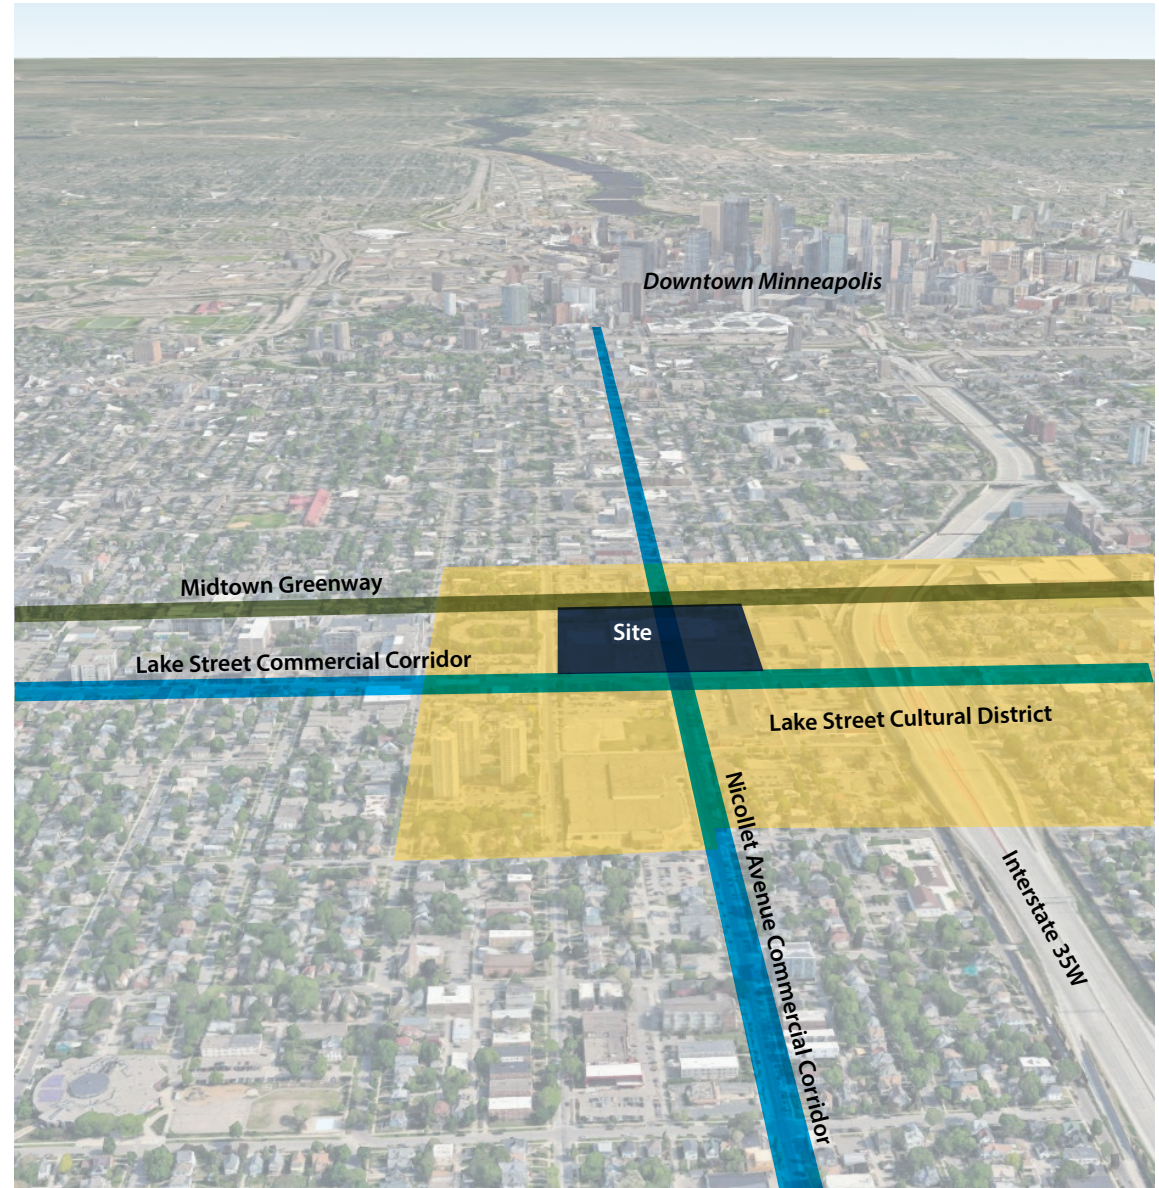 Downtown Minneapolis
Midtown Greenway
Site
Lake Street Commercial Corridor
Lake Street Cultural District
Nicollet Avenue Commercial Corridor
Interstate 35W